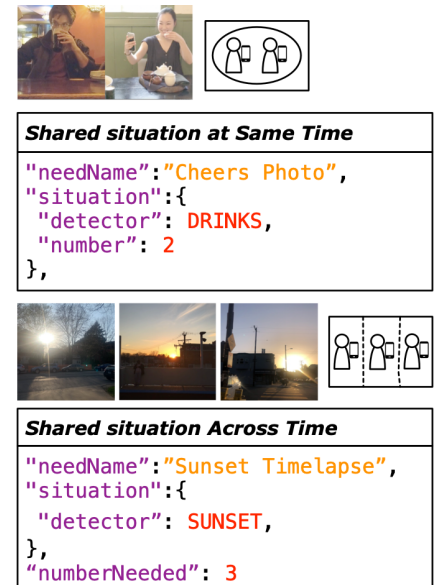 Shared situation at Same Time
"needName”:”Cheers Photo”,
"situation":{
"detector”: DRINKS,
"number”: 2
},
Shared situation Across Time
"needName”:”Sunset Timelapse”,
"situation”:{
"detector”: SUNSET,
},
“numberNeeded”: 3